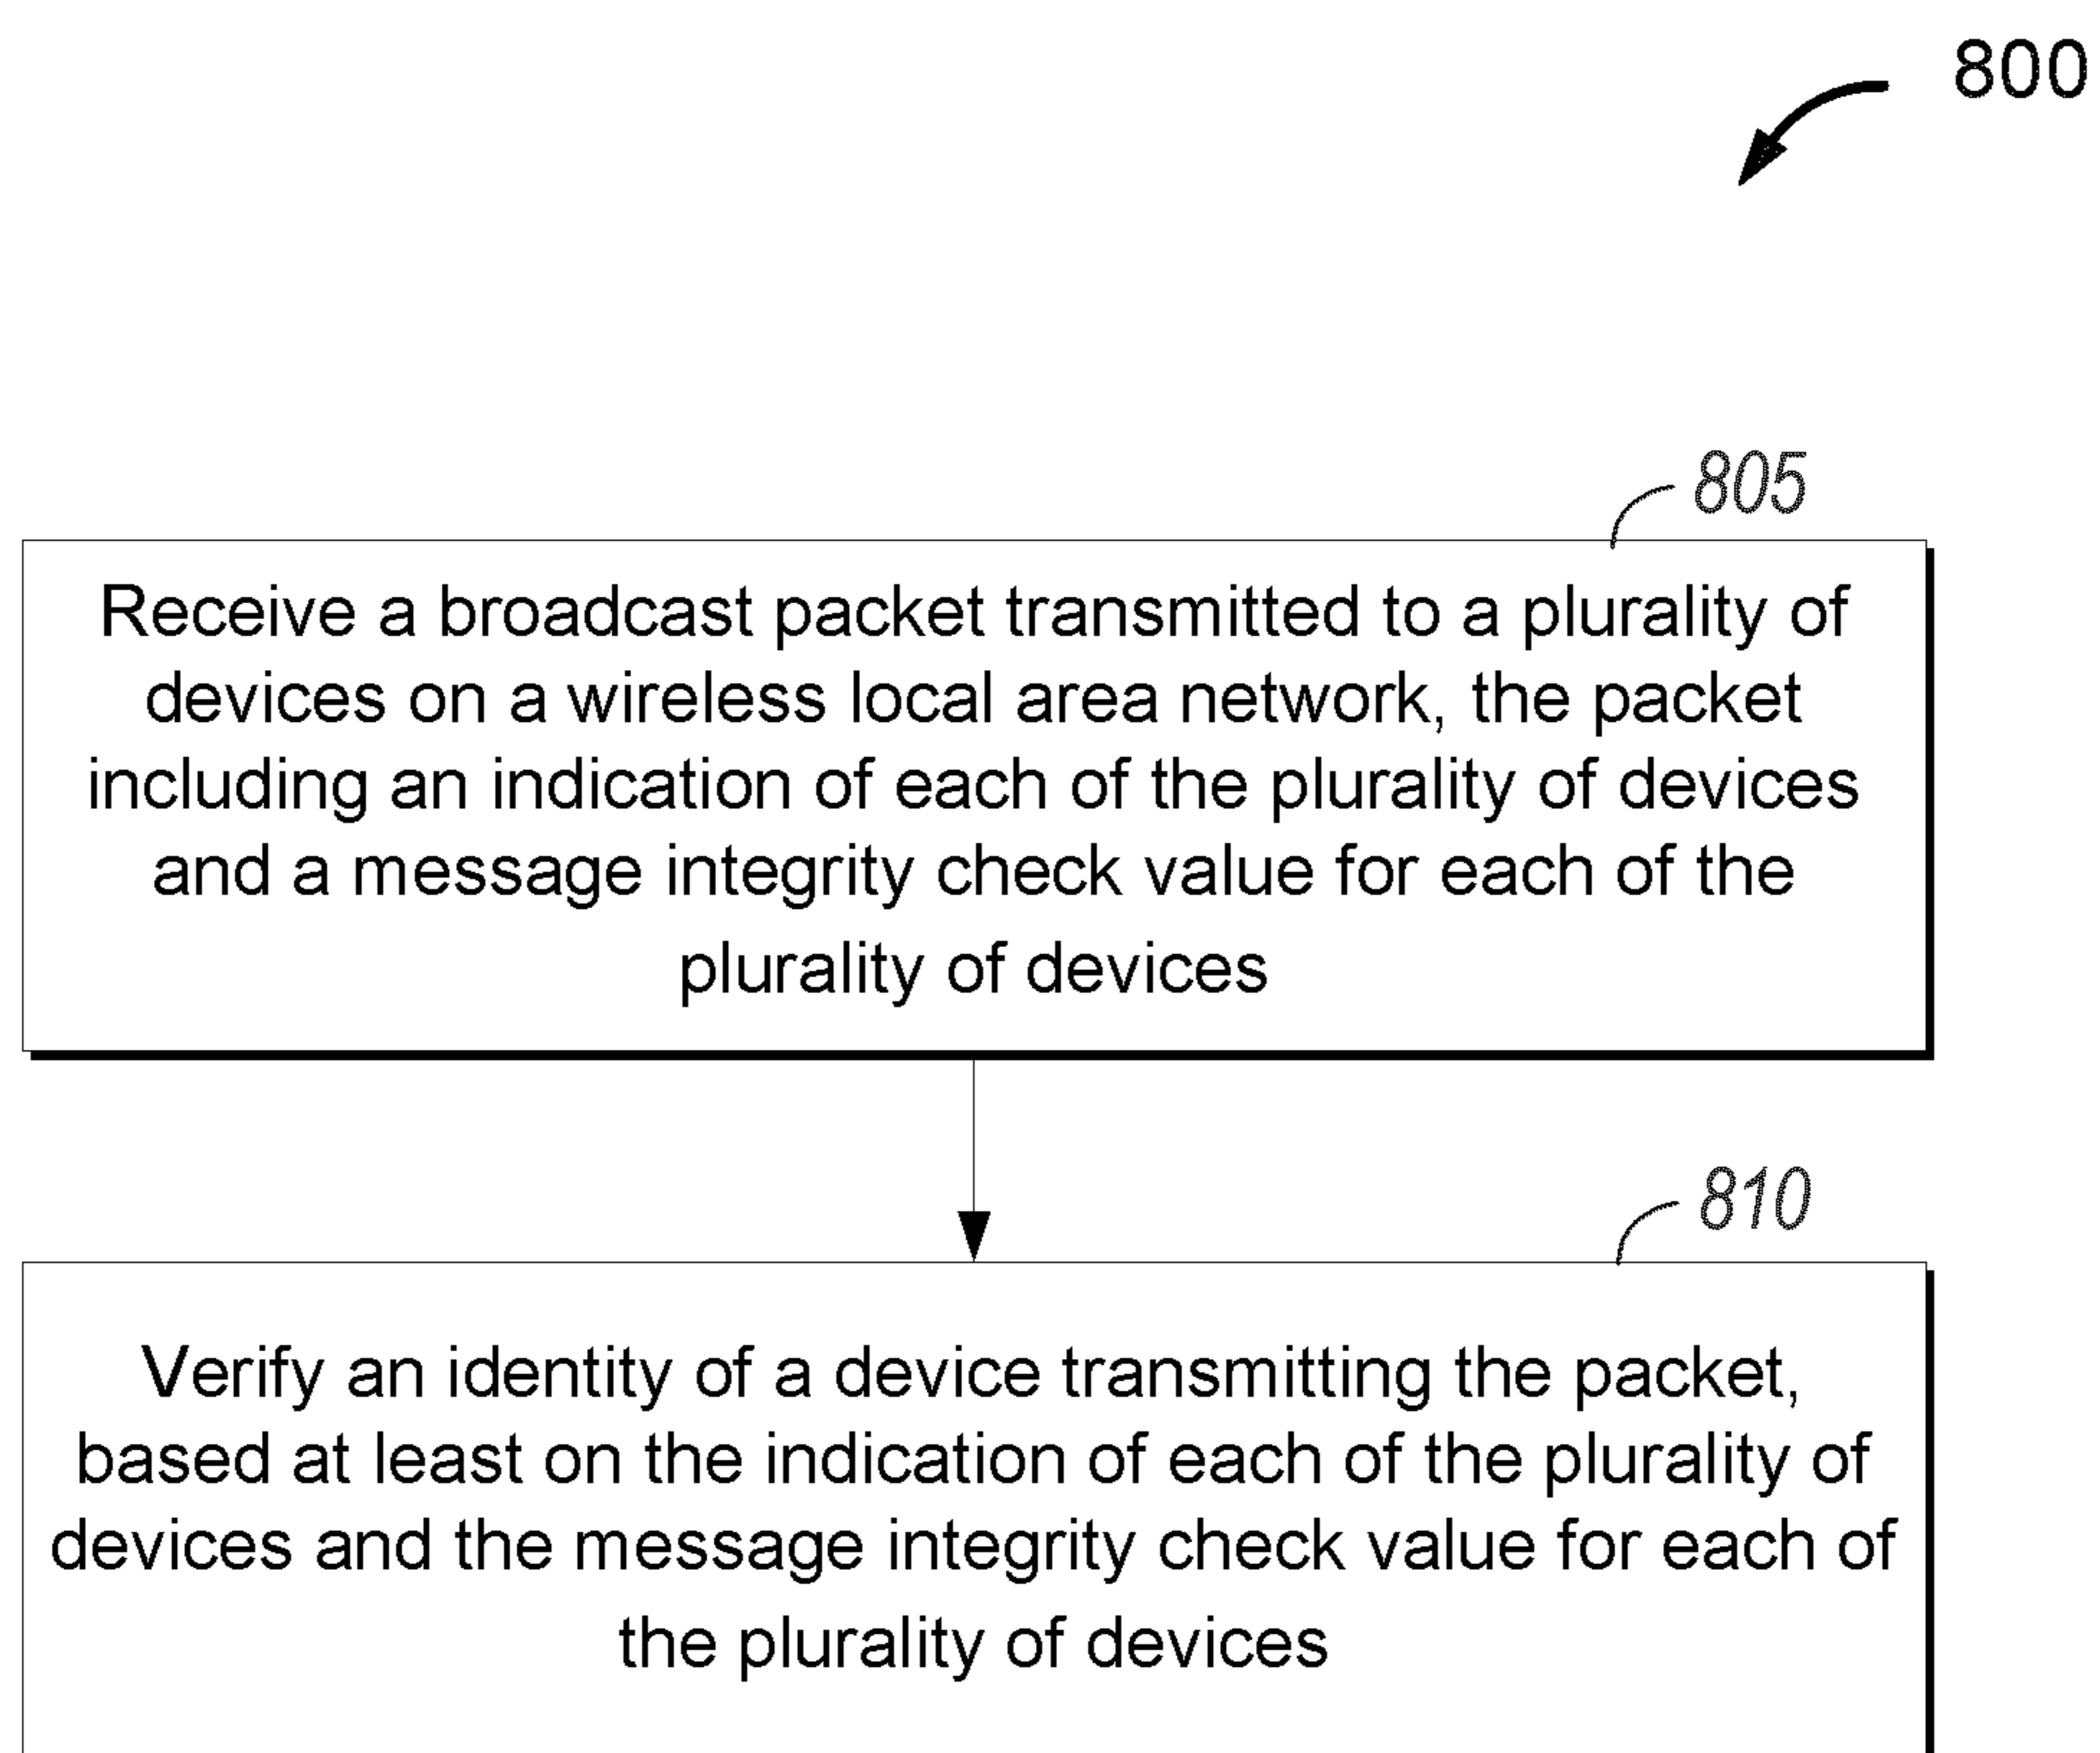 800
805
Receive a broadcast packet transmitted to a plurality of
devices on a wireless local area network, the packet
including an indication of each of the plurality of devices
and a message integrity check value for each of the
plurality of devices
810
Verify an identity of a device transmitting the packet,
based at least on the indication of each of the plurality of
devices and the message integrity check value for each of
the plurality of devices